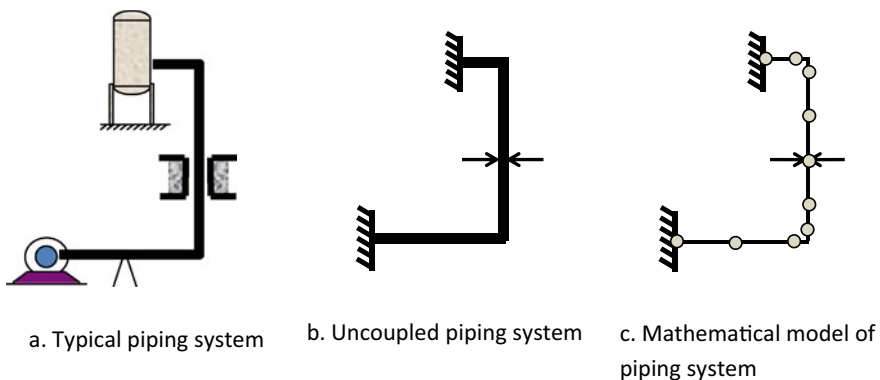 a. Typical piping system
b. Uncoupled piping system
c. Mathematical model of
piping system